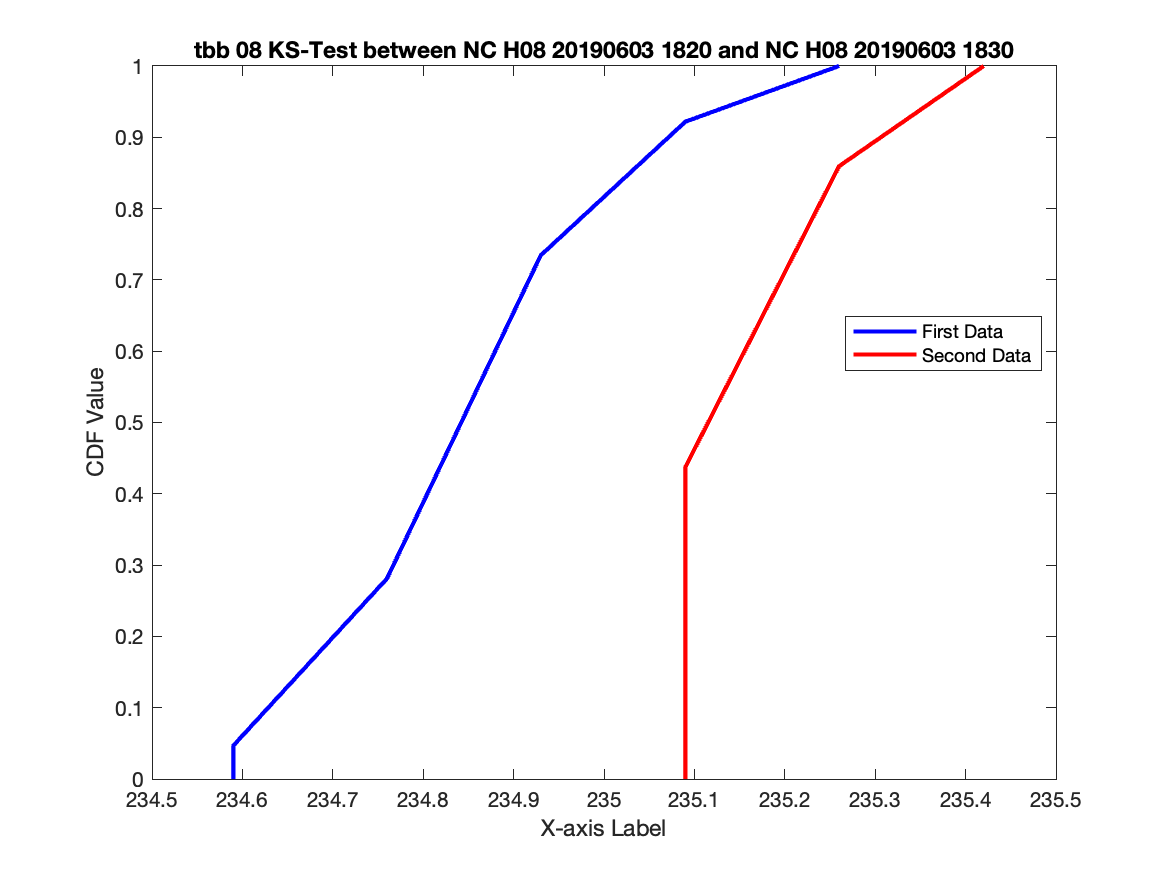 tbb 08 KS-Test between NC H08 20190603 1820 and NC H08 20190603 1830
1
0.9
0.8
0.7
0.6
0.5
0.4
0.3
0.2
0.1
0
CDF Value
First Data
Second Data
234.5 234.6 234.7 234.8 234.9 235 235.1 235.2 235.3 235.4 235.5
X-axis Label